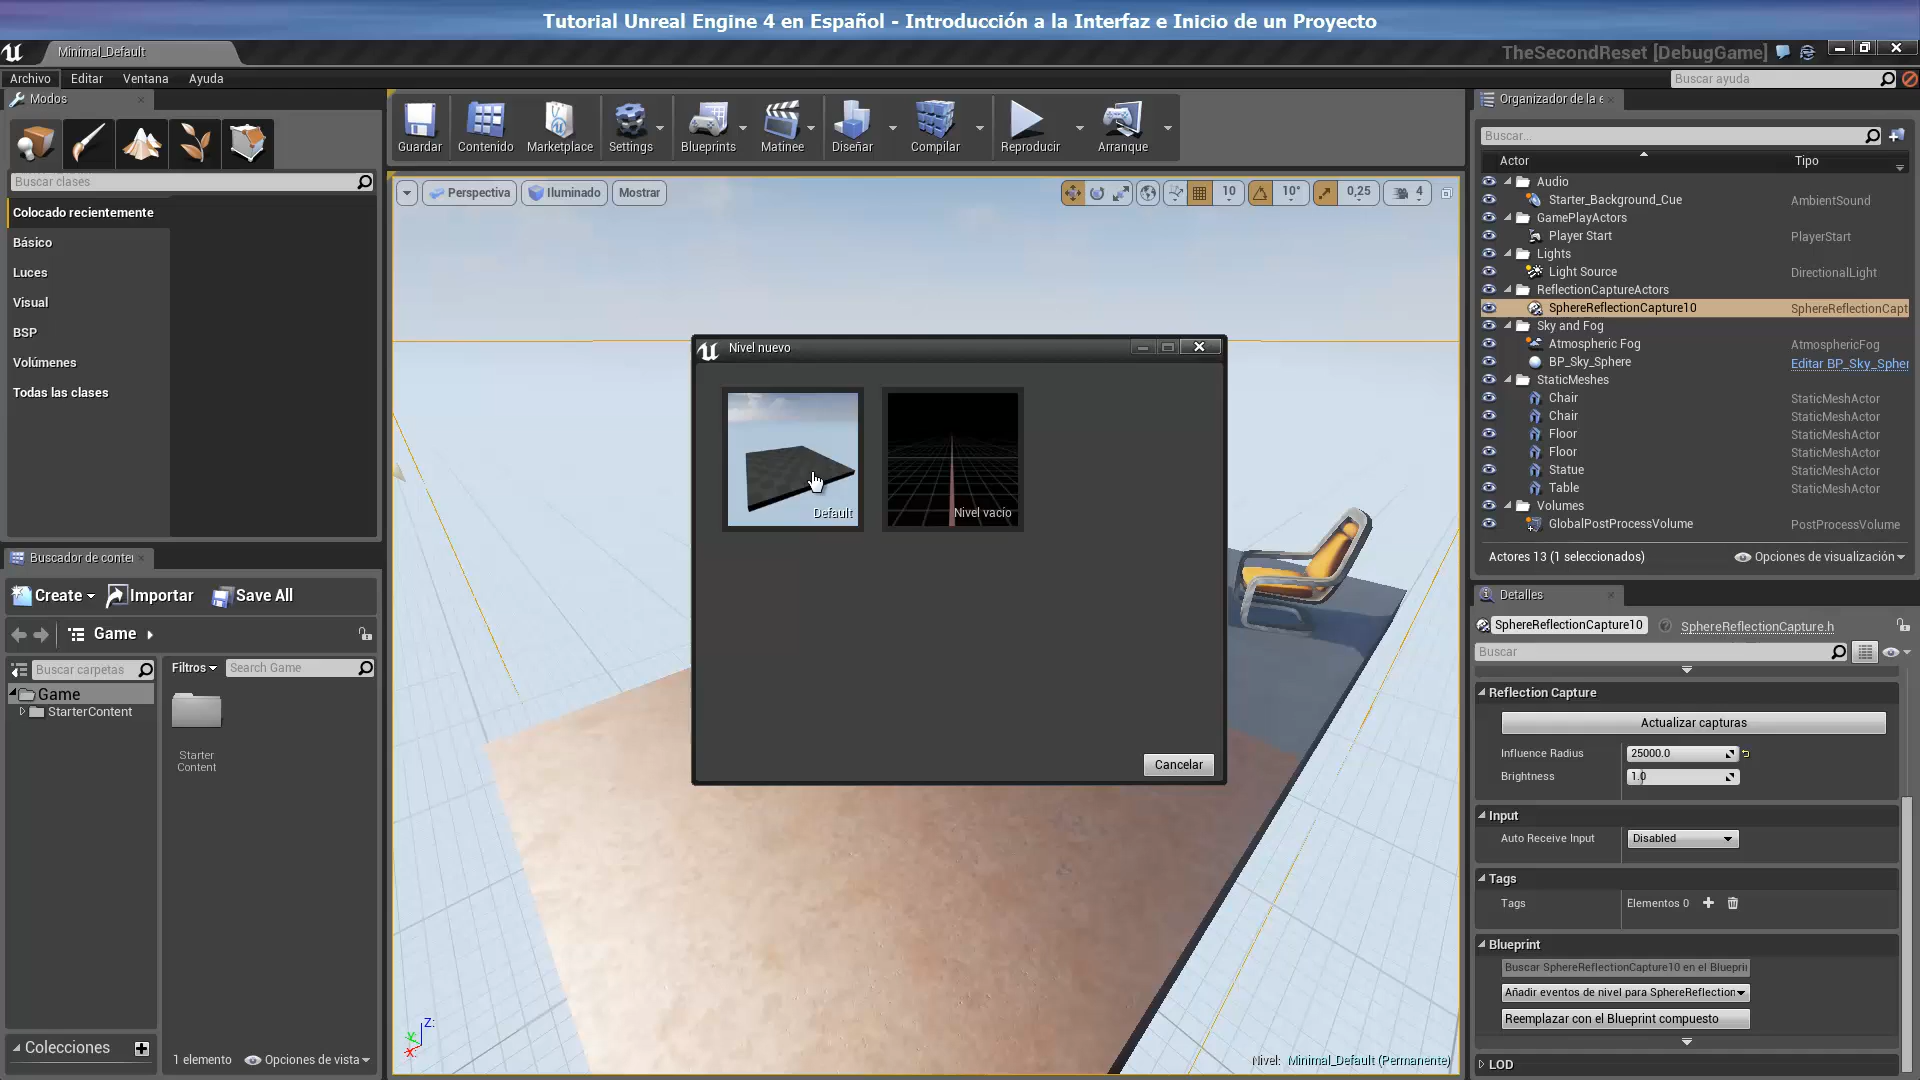 Tutorial Unreal Engine 4 en Español - Introducción a la Interfaz e Inicio de un Proyecto
Minimal_Default
TheSecondReset [DebugGame]
Archivo Editar Ventana Ayuda
Buscar ayuda
Modos
Buscar clases
Colocado recientemente
Básico
Luces
Visual
BSP
Volúmenes
Todas las clases
Guardar Contenido Marketplace Settings Blueprints Matinee Diseñar Compilar Reproducir Arranque
Perspectiva Iluminado Mostrar
10 10° 0,25 4
Nivel nuevo
Default
Nivel vacío
Cancelar
Z:
Y:
X:
Nivel: Minimal_Default (Permanente)
Buscador de conte
Create Importar Save All
Game
Buscar carpetas
Filtros Search Game
Game
StarterContent
Starter
Content
Colecciones
1 elemento Opciones de vista
Organizador de la e
Buscar...
Actor Tipo
Audio
Starter_Background_Cue AmbientSound
GamePlayActors
Player Start PlayerStart
Lights
Light Source DirectionalLight
ReflectionCaptureActors
SphereReflectionCapture10 SphereReflectionCapt
Sky and Fog
Atmospheric Fog AtmosphericFog
BP_Sky_Sphere Editar BP_Sky_Spher
StaticMeshes
Chair StaticMeshActor
Chair StaticMeshActor
Floor StaticMeshActor
Floor StaticMeshActor
Statue StaticMeshActor
Table StaticMeshActor
Volumes
GlobalPostProcessVolume PostProcessVolume
Actores 13 (1 seleccionados) Opciones de visualización
Detalles
SphereReflectionCapture10 SphereReflectionCapture.h
Buscar
Reflection Capture
Actualizar capturas
Influence Radius 25000.0
Brightness 1.0
Input
Auto Receive Input Disabled
Tags
Tags Elementos 0
Blueprint
Buscar SphereReflectionCapture10 en el Blueprin
Añadir eventos de nivel para SphereReflection
Reemplazar con el Blueprint compuesto
LOD